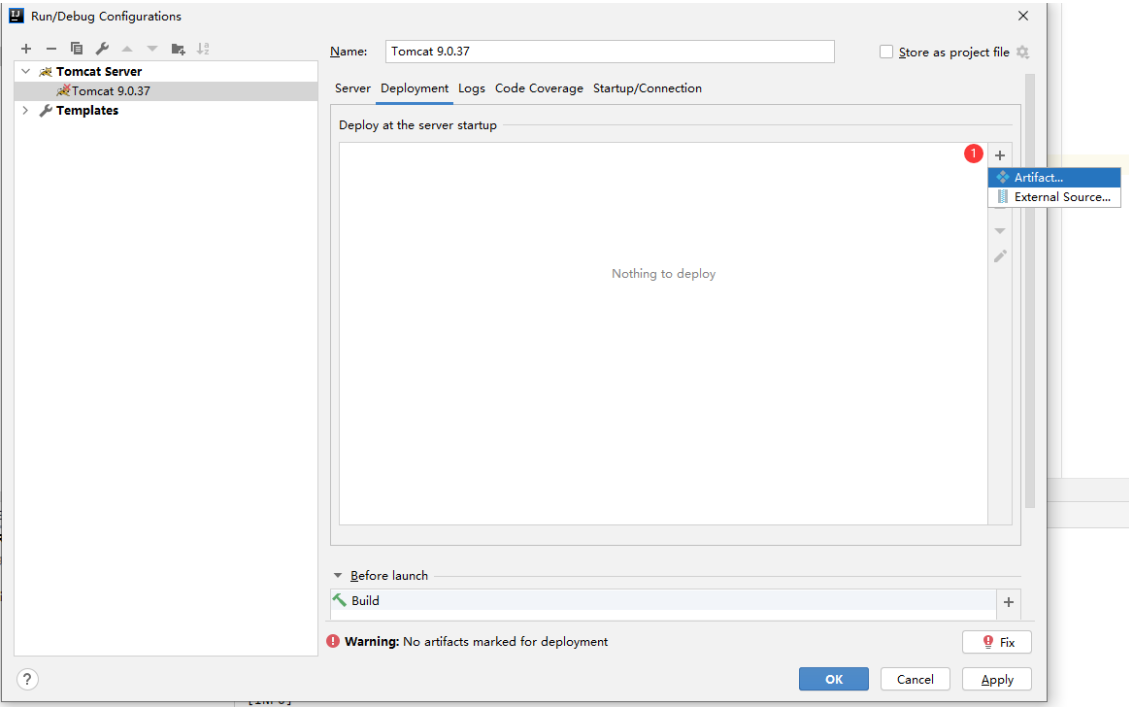 Run/Debug Configurations
Name: Tomcat 9.0.37
Store as project file
Tomcat Server
Tomcat 9.0.37
Templates
Server Deployment Logs Code Coverage Startup/Connection
Deploy at the server startup
1
Artifact...
External Source...
Nothing to deploy
Before launch
Build
Warning: No artifacts marked for deployment
Fix
? OK Cancel Apply